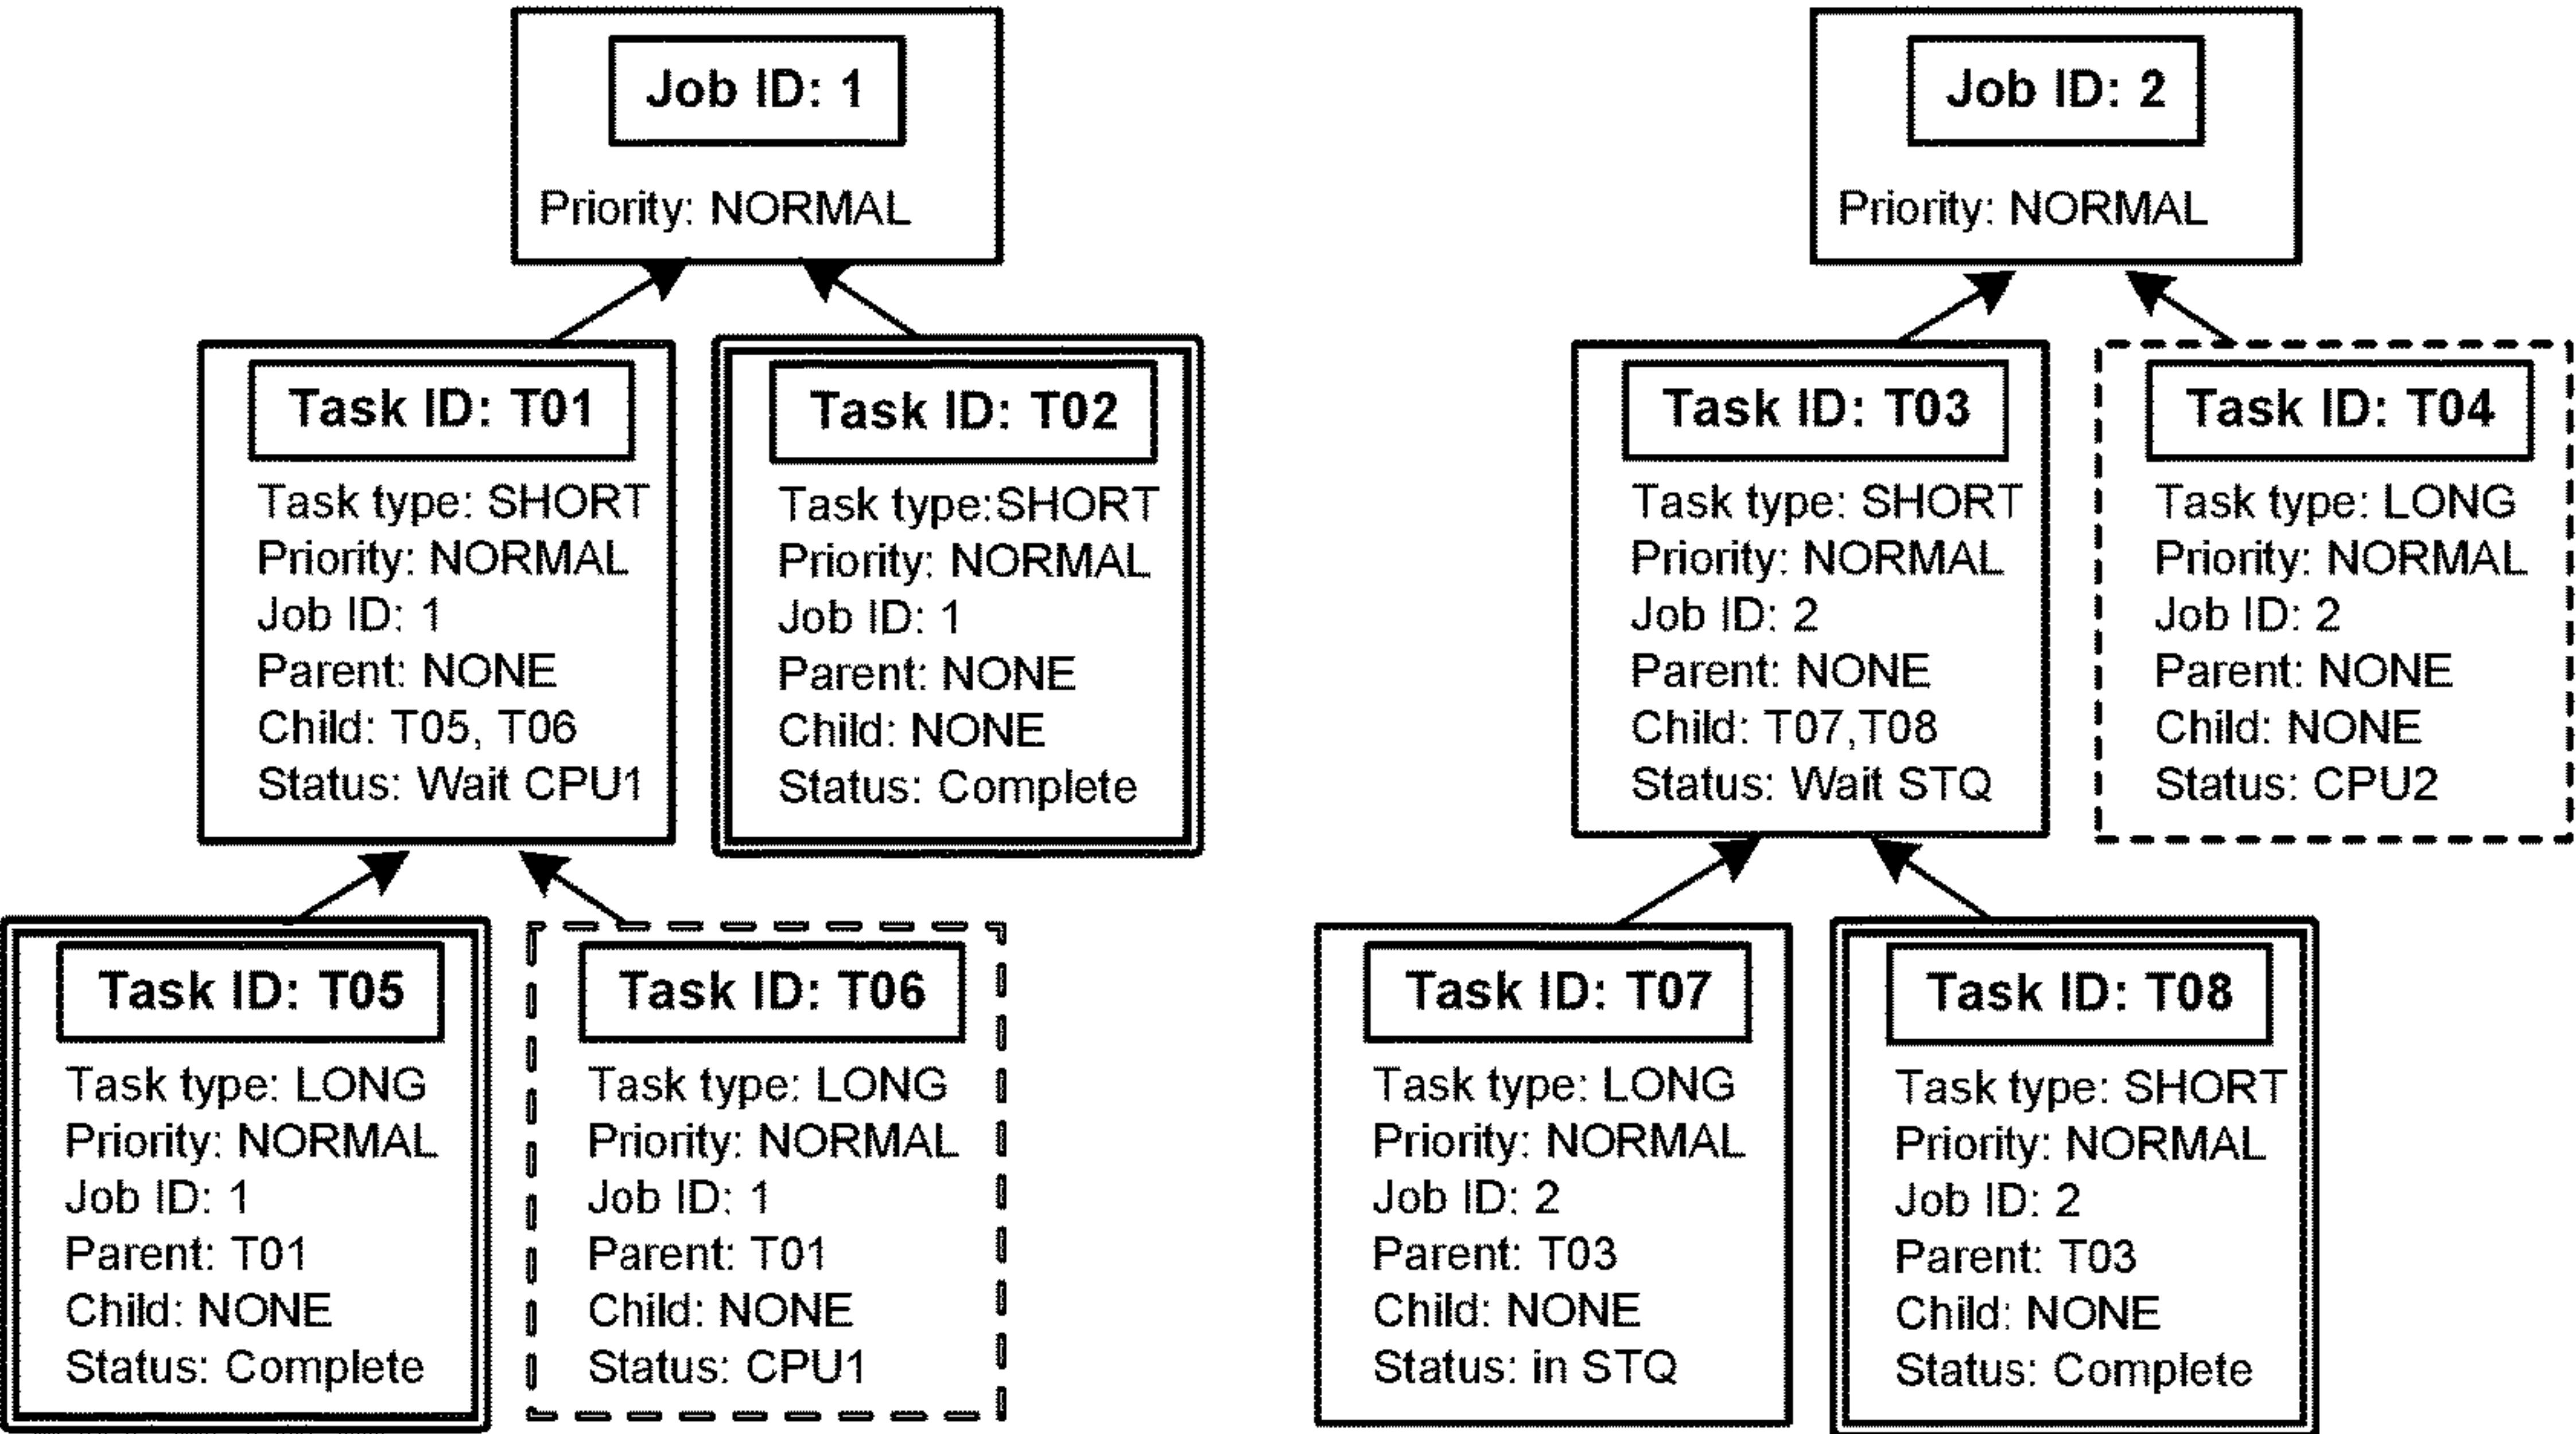 Job ID: 1
Priority: NORMAL
Job ID: 2
Priority: NORMAL
Task ID: T01
Task type: SHORT
Priority: NORMAL
Job ID: 1
Parent: NONE
Child: T05, T06
Status: Wait CPU1
Task ID: T02
Task type:SHORT
Priority: NORMAL
Job ID: 1
Parent: NONE
Child: NONE
Status: Complete
Task ID: T03
Task type: SHORT
Priority: NORMAL
Job ID: 2
Parent: NONE
Child: T07,T08
Status: Wait STQ
Task ID: T04
Task type: LONG
Priority: NORMAL
Job ID: 2
Parent: NONE
Child: NONE
Status: CPU2
Task ID: T05
Task type: LONG
Priority: NORMAL
Job ID: 1
Parent: T01
Child: NONE
Status: Complete
Task ID: T06
Task type: LONG
Priority: NORMAL
Job ID: 1
Parent: T01
Child: NONE
Status: CPU1
Task ID: T07
Task type: LONG
Priority: NORMAL
Job ID: 2
Parent: T03
Child: NONE
Status: in STQ
Task ID: T08
Task type: SHORT
Priority: NORMAL
Job ID: 2
Parent: T03
Child: NONE
Status: Complete